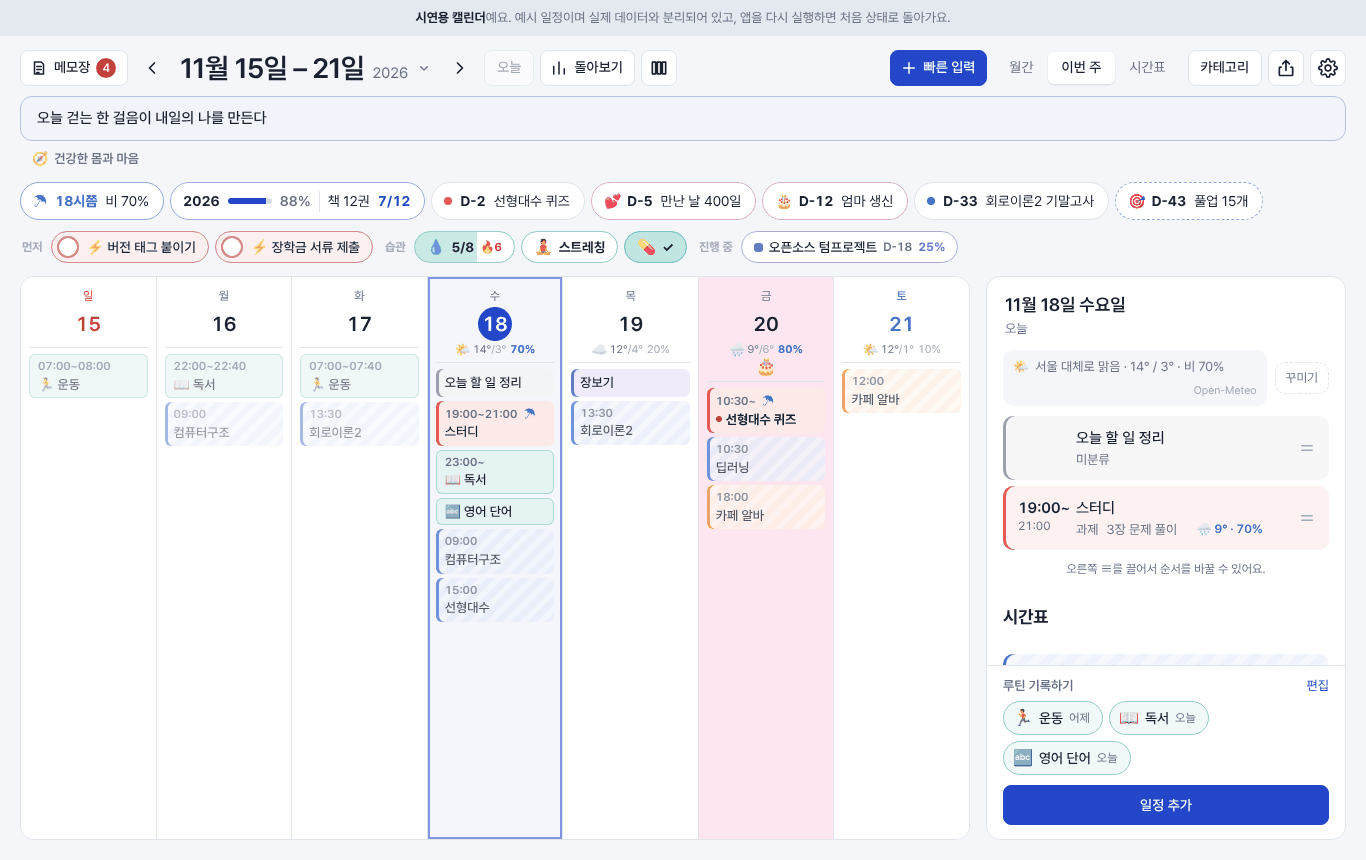 시연용 캘린더예요. 예시 일정이며 실제 데이터와 분리되어 있고, 앱을 다시 실행하면 처음 상태로 돌아가요.
메모장 4 11월 15일 – 21일 2026 오늘 돌아보기 빠른 입력 월간 이번 주 시간표 카테고리
오늘 걷는 한 걸음이 내일의 나를 만든다
건강한 몸과 마음
18시쯤 비 70% 2026 88% 책 12권 7/12 D-2 선형대수 퀴즈 D-5 만난 날 400일 D-12 엄마 생신 D-33 회로이론2 기말고사 D-43 풀업 15개
먼저 버전 태그 붙이기 장학금 서류 제출 습관 5/8 6 스트레칭 진행 중 오픈소스 텀프로젝트 D-18 25%
일
15
07:00~08:00
운동
월
16
22:00~22:40
독서
09:00
컴퓨터구조
화
17
07:00~07:40
운동
13:30
회로이론2
수
18
14°/3° 70%
오늘 할 일 정리
19:00~21:00
스터디
23:00~
독서
abc 영어 단어
09:00
컴퓨터구조
15:00
선형대수
목
19
12°/4° 20%
장보기
13:30
회로이론2
금
20
9°/6° 80%
10:30~
선형대수 퀴즈
10:30
딥러닝
18:00
카페 알바
토
21
12°/1° 10%
12:00
카페 알바
11월 18일 수요일
오늘
서울 대체로 맑음 · 14° / 3° · 비 70%
Open-Meteo
꾸미기
오늘 할 일 정리
미분류
19:00~ 스터디
21:00 과제 3장 문제 풀이 9° · 70%
오른쪽 ≡를 끌어서 순서를 바꿀 수 있어요.
시간표
루틴 기록하기 편집
운동 어제 독서 오늘
abc 영어 단어 오늘
일정 추가